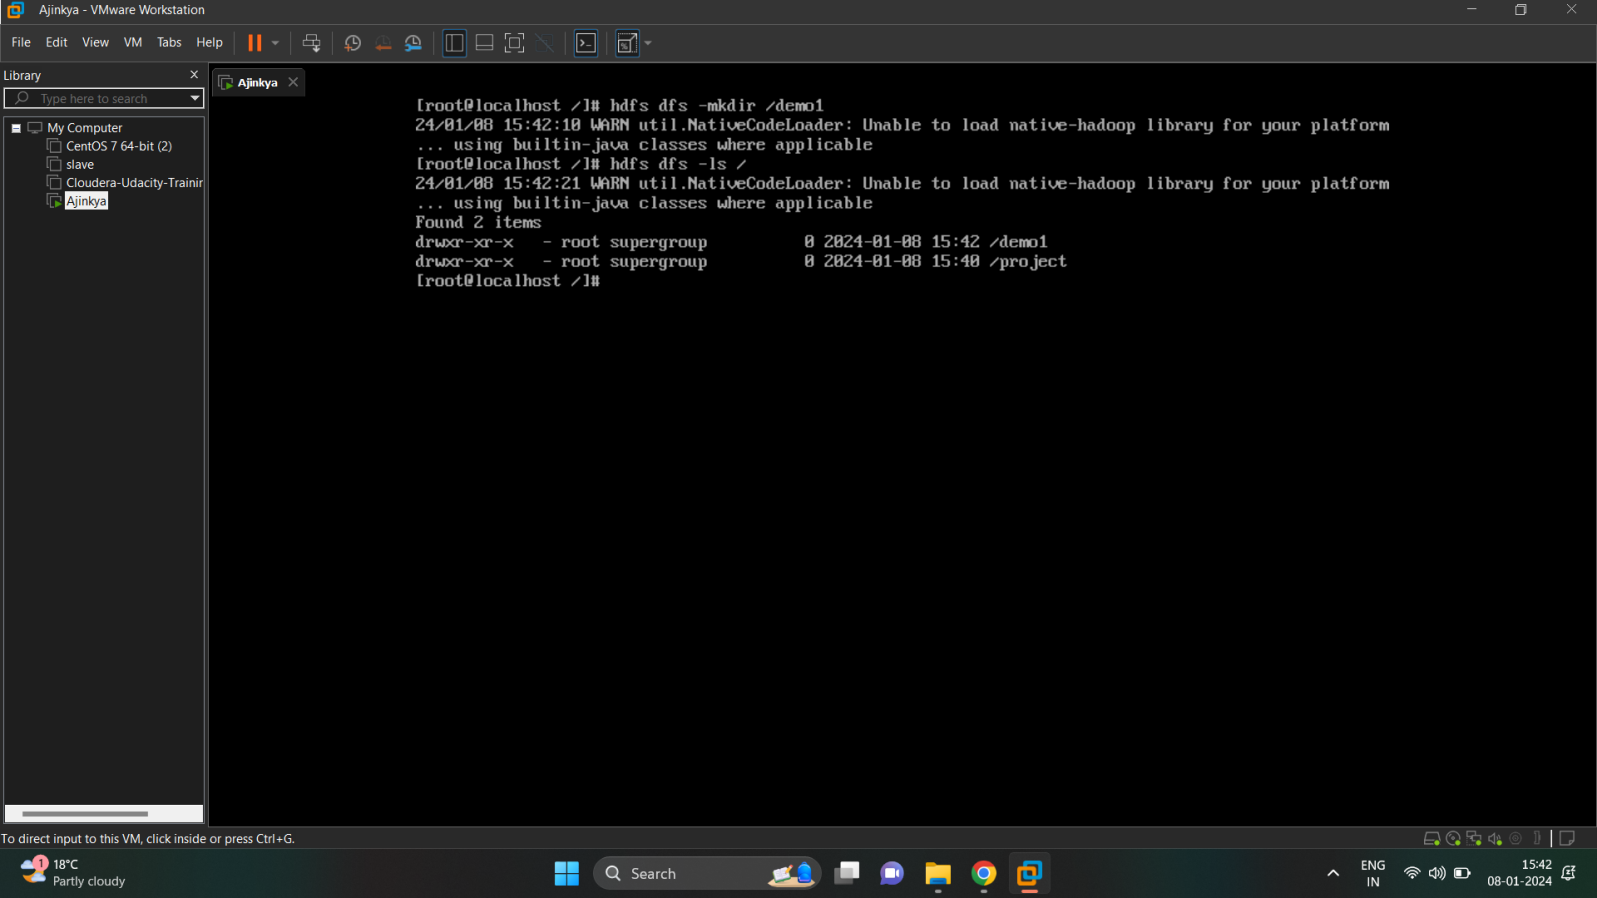 Ajinkya - VMware Workstation
File Edit View VM Tabs Help
Library
Type here to search
My Computer
CentOS 7 64-bit (2)
slave
Cloudera-Udacity-Trainir
Ajinkya
Ajinkya
[root@localhost /]# hdfs dfs -mkdir /demo1
24/01/08 15:42:10 WARN util.NativeCodeLoader: Unable to load native-hadoop library for your platform
... using builtin-java classes where applicable
[root@localhost /]# hdfs dfs -ls /
24/01/08 15:42:21 WARN util.NativeCodeLoader: Unable to load native-hadoop library for your platform
... using builtin-java classes where applicable
Found 2 items
drwxr-xr-x   - root supergroup          0 2024-01-08 15:42 /demo1
drwxr-xr-x   - root supergroup          0 2024-01-08 15:40 /project
[root@localhost /]#
To direct input to this VM, click inside or press Ctrl+G.
1
18°C
Partly cloudy
Search
ENG
IN
15:42
08-01-2024